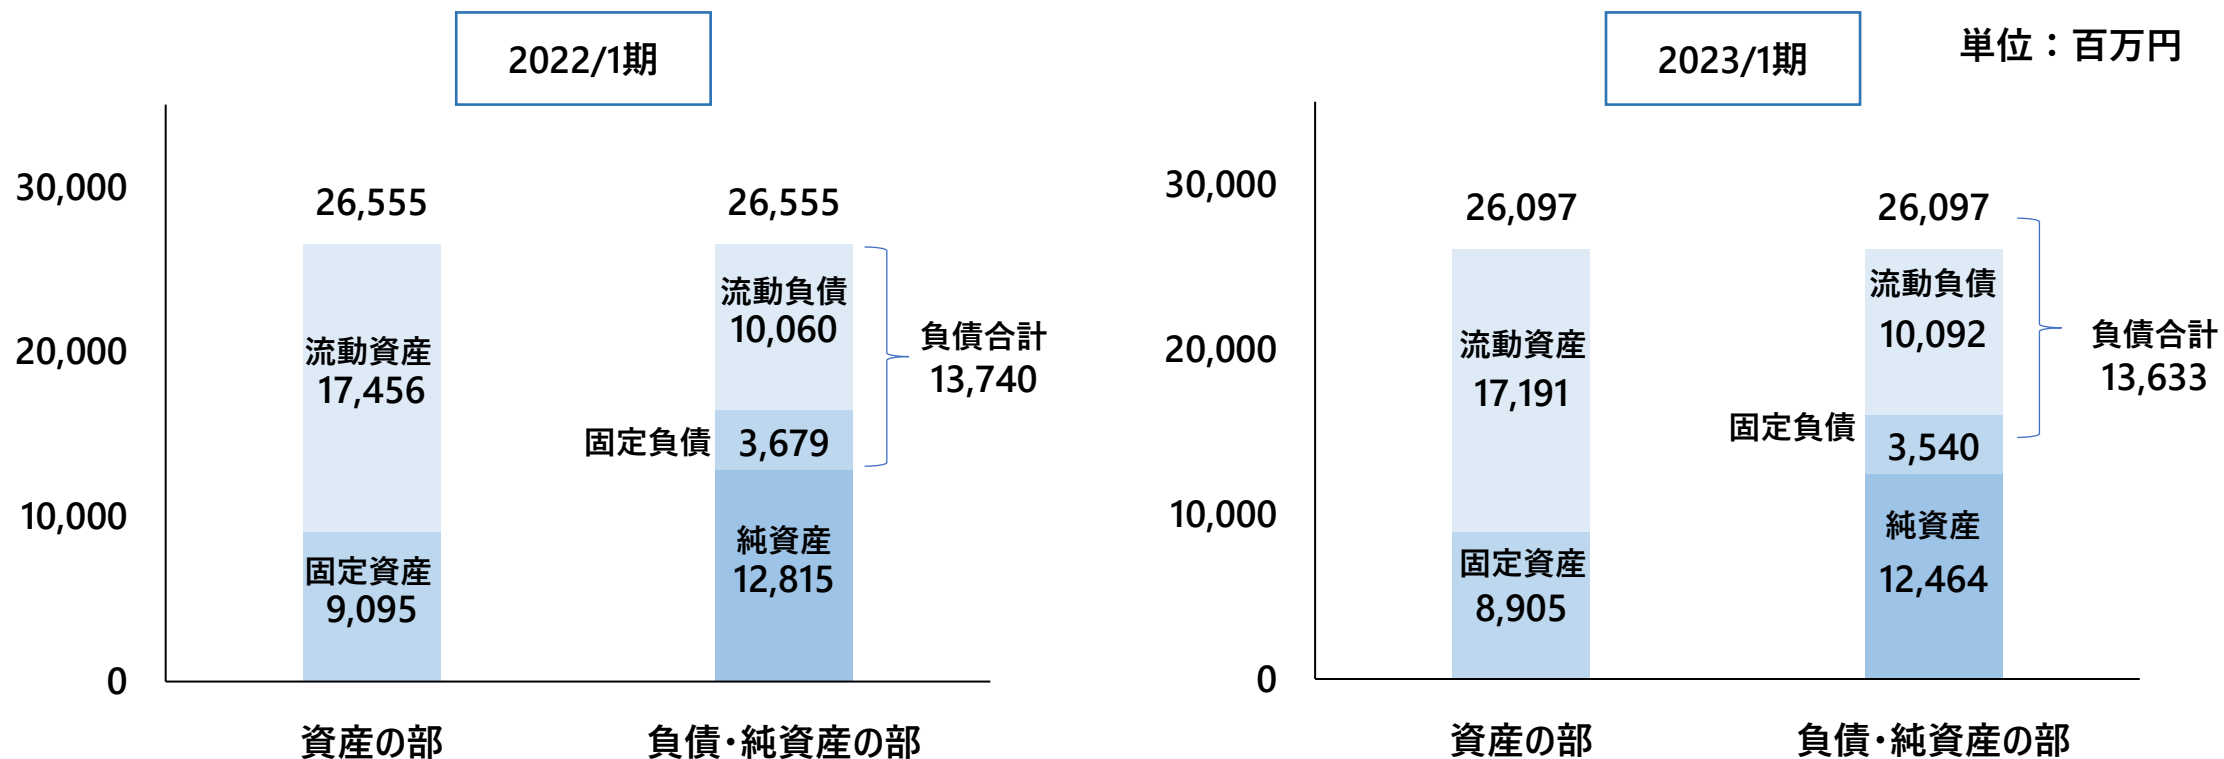 2022/1期
30,000
20,000
10,000
0
26,555
流動資産
17,456
固定資産
9,095
26,555
流動負債
10,060
固定負債
3,679
純資産
12,815
負債合計
13,740
資産の部
負債・純資産の部
2023/1期
単位：百万円
30,000
20,000
10,000
0
26,097
流動資産
17,191
固定資産
8,905
26,097
流動負債
10,092
固定負債
3,540
純資産
12,464
負債合計
13,633
資産の部
負債・純資産の部